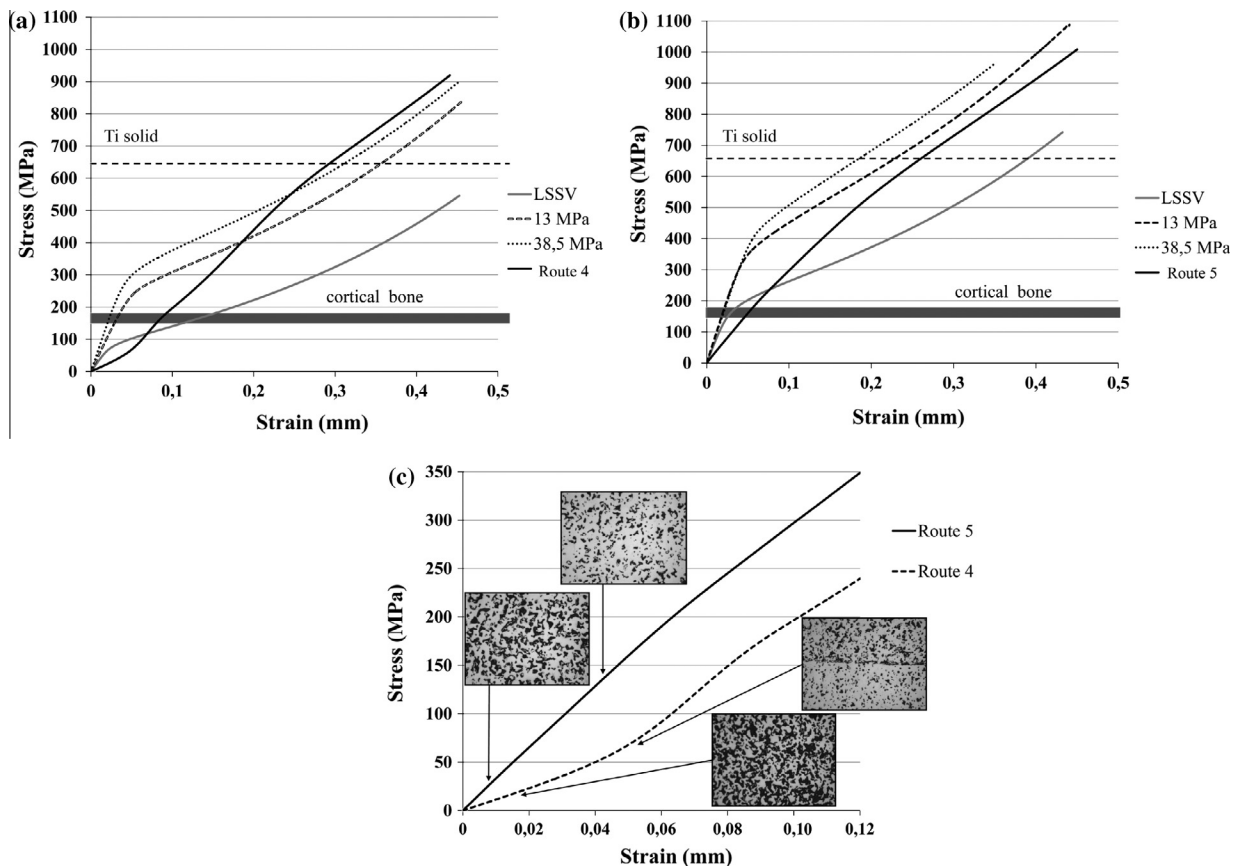 (a)
1100
1000
900
800
700
600
500
400
300
200
100
0
Stress (MPa)
Ti solid
cortical bone
0 0,1 0,2 0,3 0,4 0,5
Strain (mm)
LSSV
13 MPa
38,5 MPa
Route 4
(b)
1100
1000
900
800
700
600
500
400
300
200
100
0
Stress (MPa)
Ti solid
cortical bone
0 0,1 0,2 0,3 0,4 0,5
Strain (mm)
LSSV
13 MPa
38,5 MPa
Route 5
(c)
350
300
250
200
150
100
50
0
Stress (MPa)
0 0,02 0,04 0,06 0,08 0,10 0,12
Strain (mm)
Route 5
Route 4